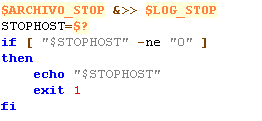 $ARCHIVO_STOP &>> $LOG_STOP
STOPHOST=$?
if [ "$STOPHOST" -ne "0" ]
then
echo "$STOPHOST"
exit 1
fi